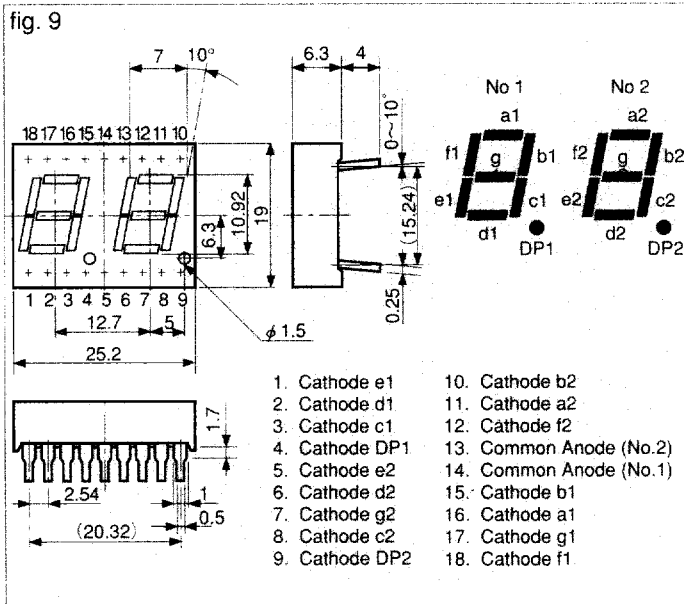 fig. 9
7 10° 6.3 4
No 1 No 2
a1 a2
18 17 16 15 14 13 12 11 10
0~10°
f1 g b1 f2 g b2
10.92
19
(15.24)
6.3
e1 c1 e2 c2
d1 d2
DP1 DP2
0.25
1 2 3 4 5 6 7 8 9
12.7 5
φ1.5
25.2
1. Cathode e1
2. Cathode d1
3. Cathode c1
4. Cathode DP1
5. Cathode e2
6. Cathode d2
7. Cathode g2
8. Cathode c2
9. Cathode DP2
10. Cathode b2
11. Cathode a2
12. Cathode f2
13. Common Anode (No.2)
14. Common Anode (No.1)
15. Cathode b1
16. Cathode a1
17. Cathode g1
18. Cathode f1
1.7
2.54 1
0.5
(20.32)